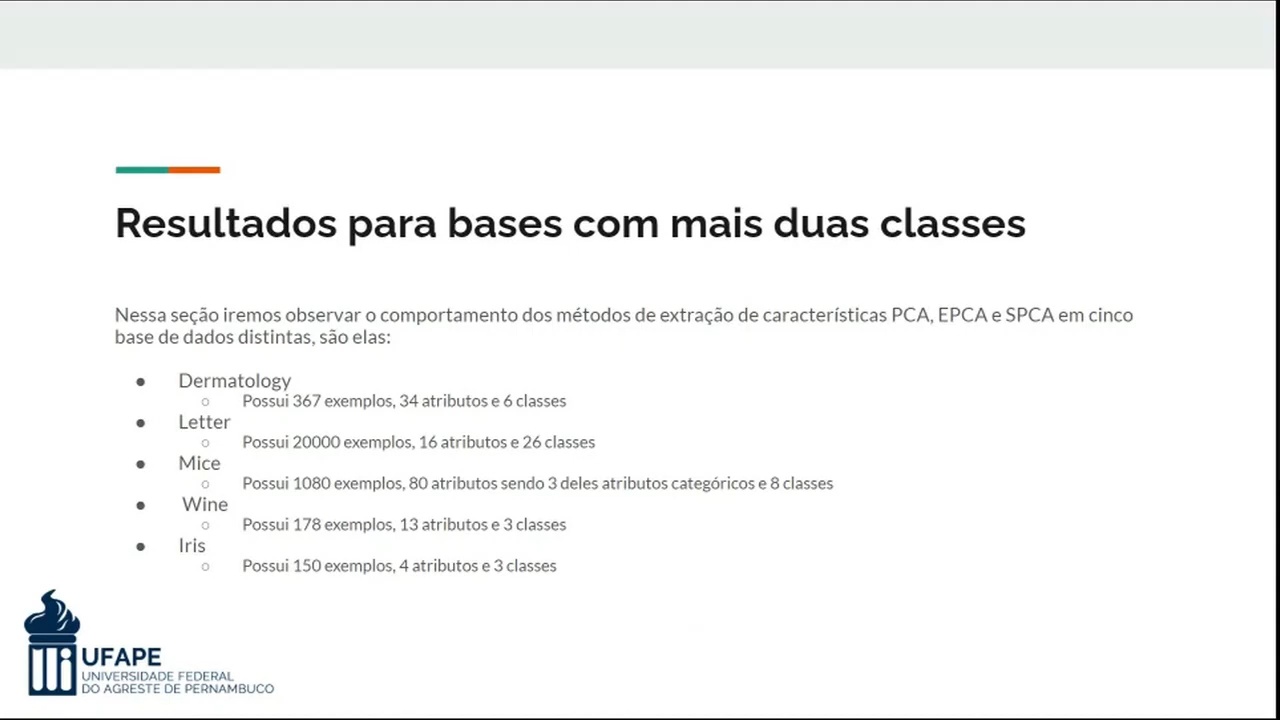 Resultados para bases com mais duas classes
Nessa seção iremos observar o comportamento dos métodos de extração de características PCA, EPCA e SPCA em cinco
base de dados distintas, são elas:
● Dermatology
○ Possui 367 exemplos, 34 atributos e 6 classes
● Letter
○ Possui 20000 exemplos, 16 atributos e 26 classes
● Mice
○ Possui 1080 exemplos, 80 atributos sendo 3 deles atributos categóricos e 8 classes
● Wine
○ Possui 178 exemplos, 13 atributos e 3 classes
● Iris
○ Possui 150 exemplos, 4 atributos e 3 classes
UFAPE
UNIVERSIDADE FEDERAL
DO AGRESTE DE PERNAMBUCO